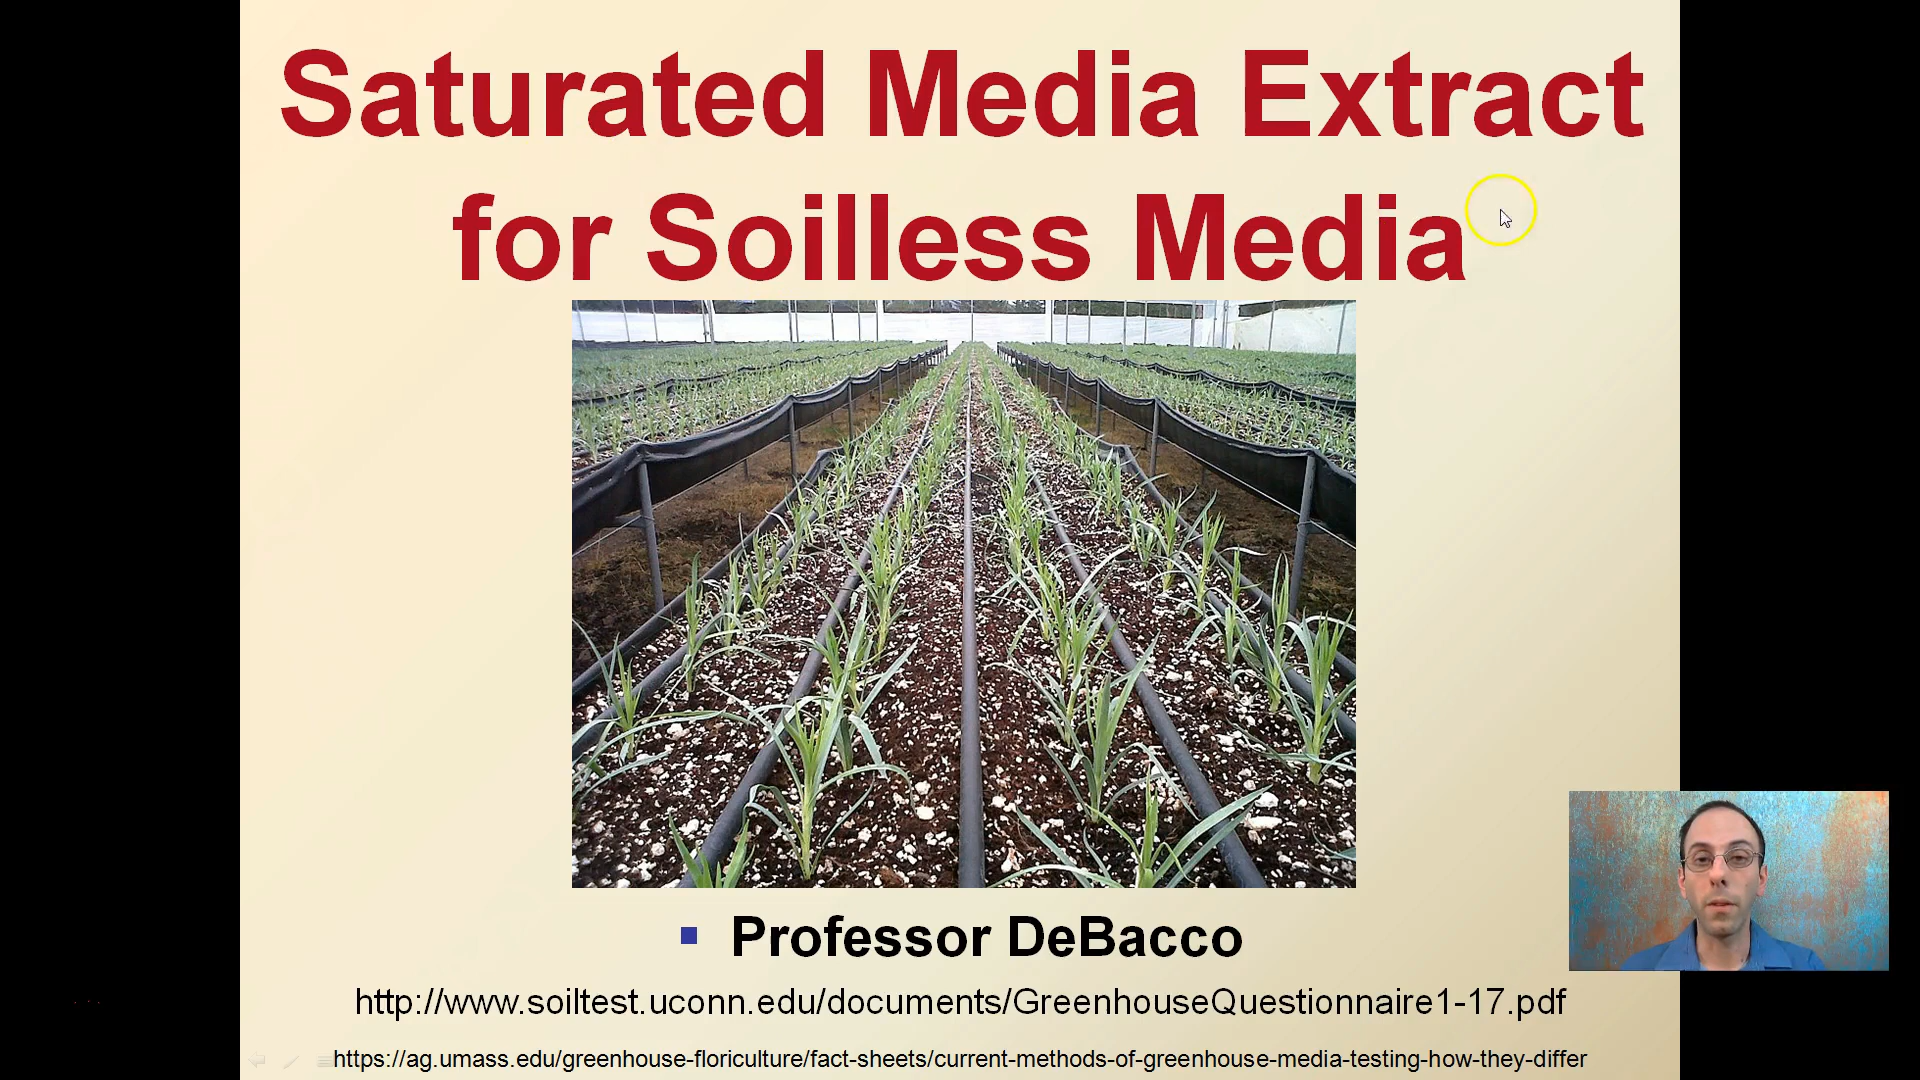 Saturated Media Extract
for Soilless Media
Professor DeBacco
http://www.soiltest.uconn.edu/documents/GreenhouseQuestionnaire1-17.pdf
https://ag.umass.edu/greenhouse-floriculture/fact-sheets/current-methods-of-greenhouse-media-testing-how-they-differ